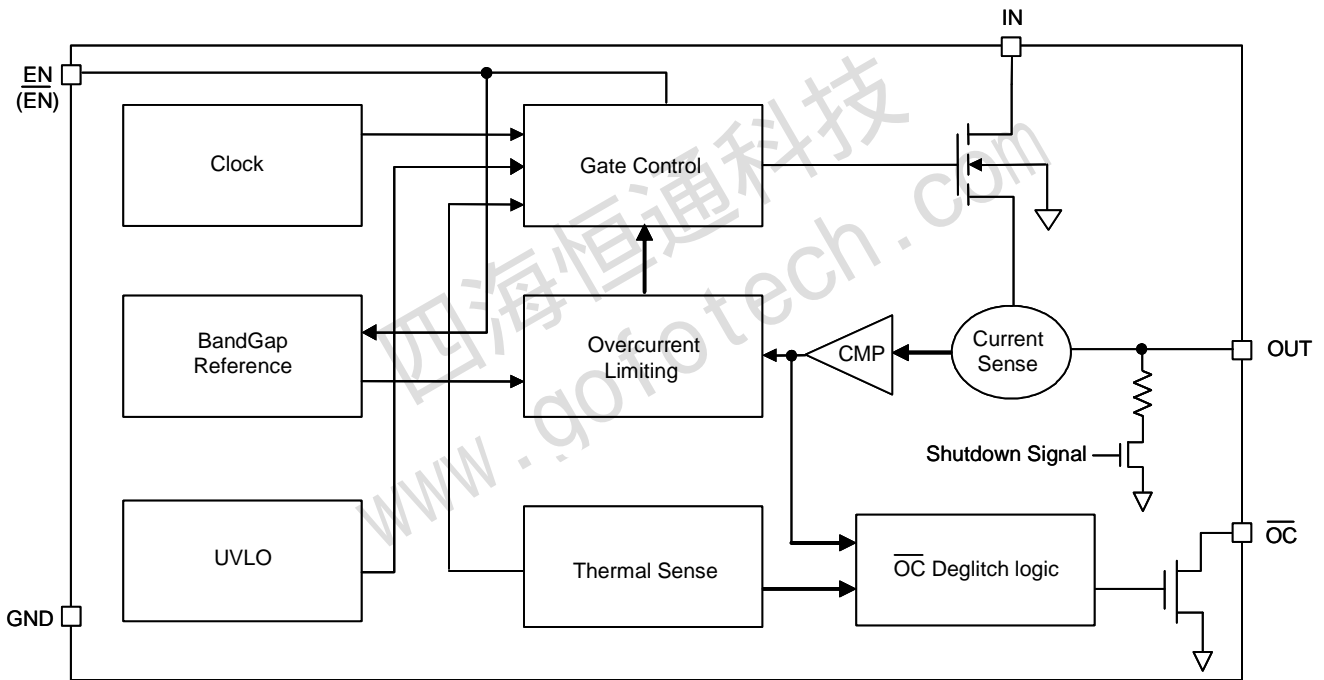 IN
EN
(EN)
Clock
Gate Control
BandGap
Reference
Overcurrent
Limiting
CMP
Current
Sense
OUT
Shutdown Signal
UVLO
Thermal Sense
OC Deglitch logic
OC
GND
四海恒通科技
www.gofotech.com